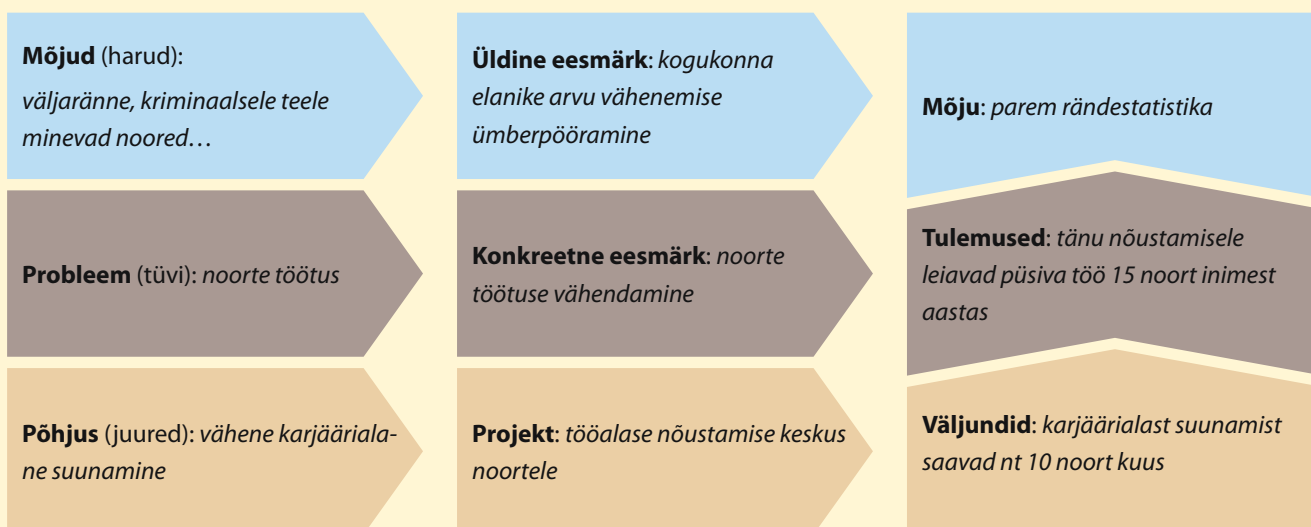 Mõjud (harud):
väljaränne, kriminaalsele teele
minevad noored…
Üldine eesmärk: kogukonna
elanike arvu vähenemise
ümberpööramine
Mõju: parem rändestatistika
Probleem (tüvi): noorte töötus
Konkreetne eesmärk: noorte
töötuse vähendamine
Tulemused: tänu nõustamisele
leiavad püsiva töö 15 noort inimest
aastas
Põhjus (juured): vähene karjääriala-
ne suunamine
Projekt: tööalase nõustamise keskus
noortele
Väljundid: karjäärialast suunamist
saavad nt 10 noort kuus